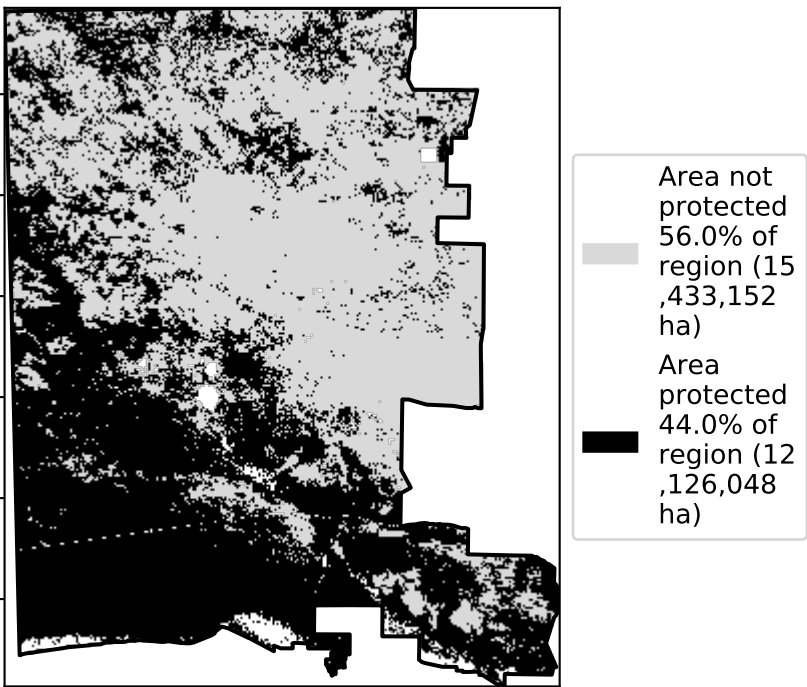 Area not
protected
56.0% of
region (15
,433,152
ha)
Area
protected
44.0% of
region (12
,126,048
ha)